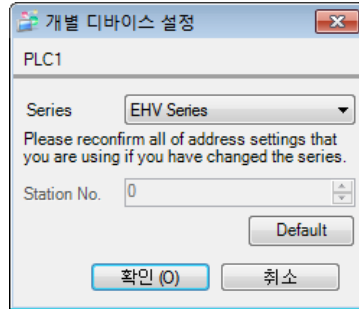 개별 디바이스 설정
PLC1
Series EHV Series
Please reconfirm all of address settings that
you are using if you have changed the series.
Station No. 0
Default
확인 (O) 취소